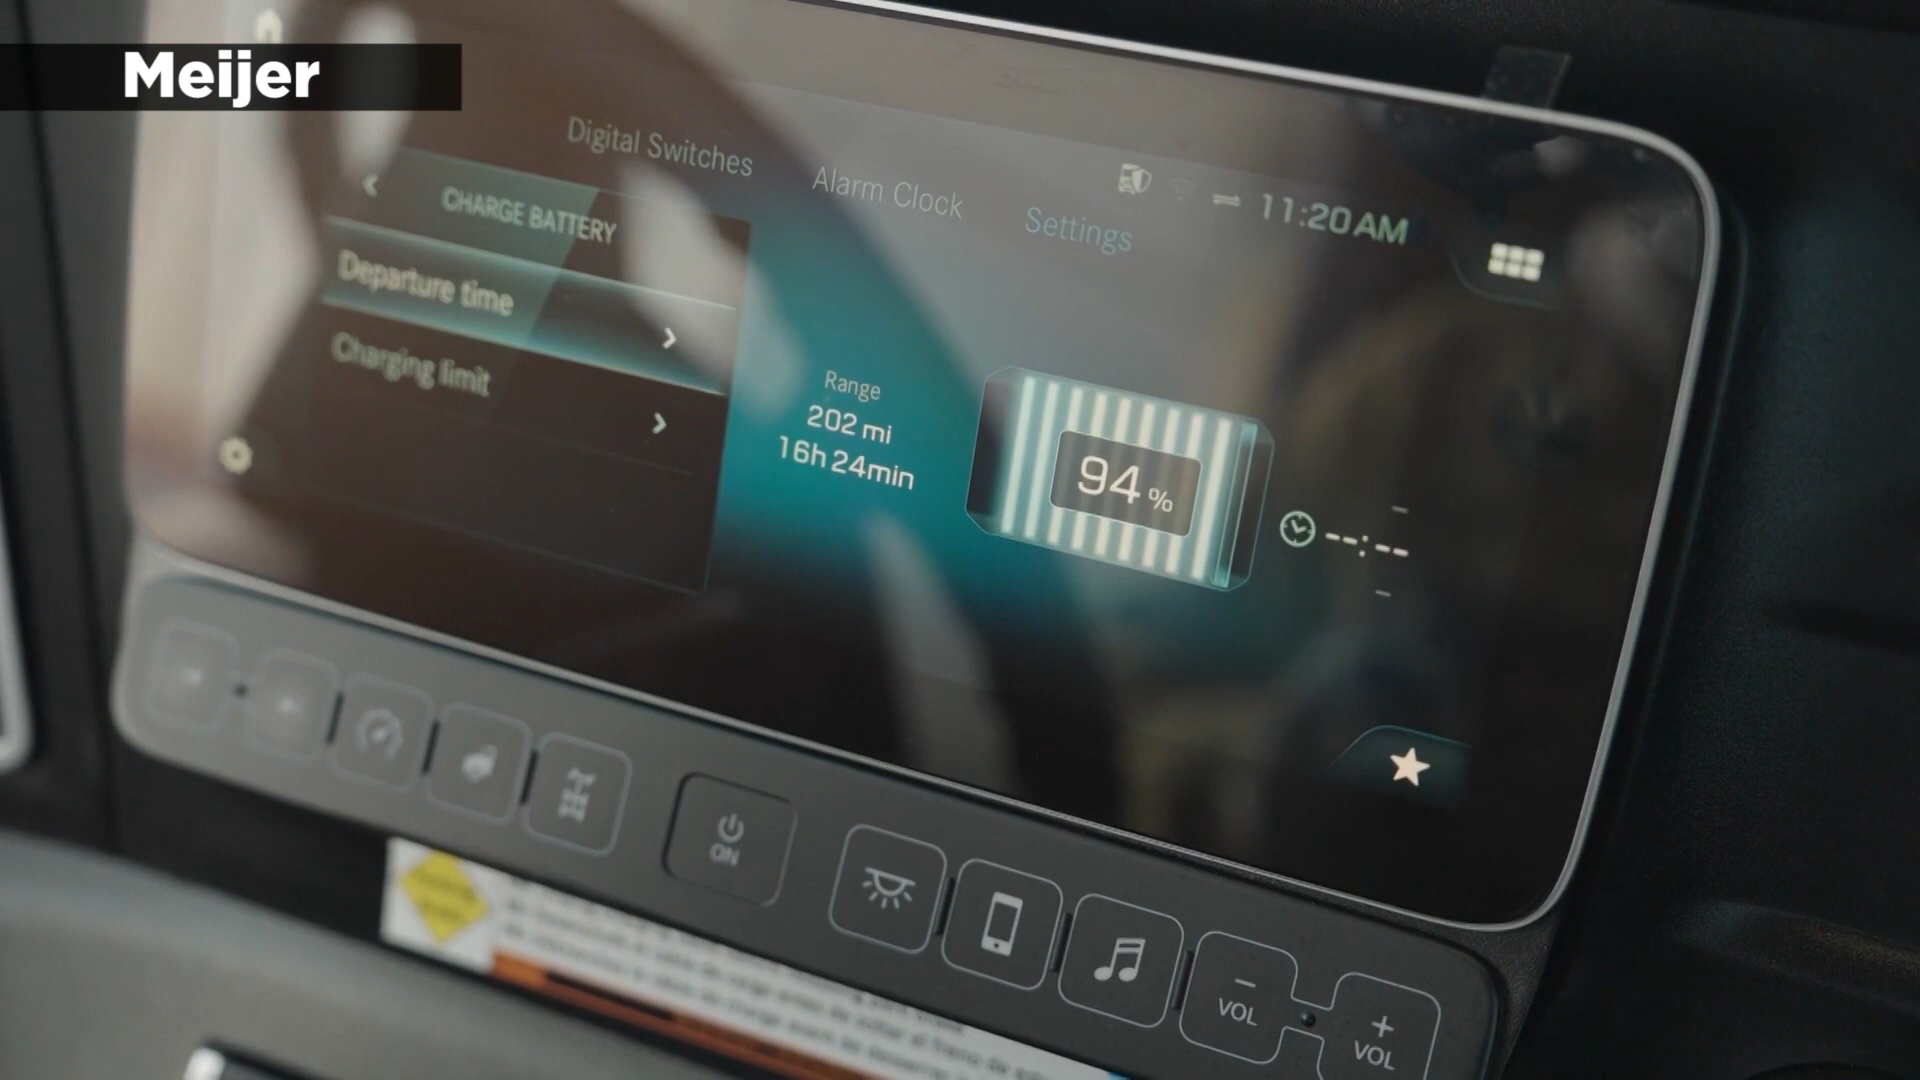 Meijer
Digital Switches
Alarm Clock
Settings
11:20 AM
CHARGE BATTERY
Departure time
Charging limit
Range
202 mi
16h 24min
94 %
--:--
ON
VOL
VOL